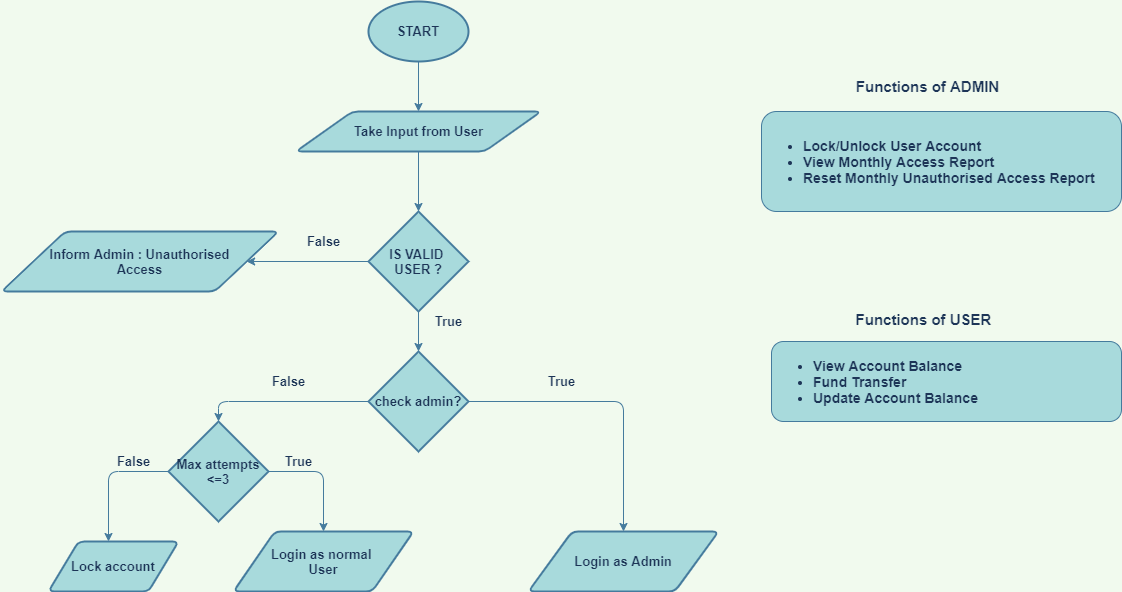 START
Take Input from User
IS VALID
USER ?
False
Inform Admin : Unauthorised
Access
True
check admin?
False
True
Max attempts
<=3
False
True
Lock account
Login as normal
User
Login as Admin
Functions of ADMIN
• Lock/Unlock User Account
• View Monthly Access Report
• Reset Monthly Unauthorised Access Report
Functions of USER
• View Account Balance
• Fund Transfer
• Update Account Balance